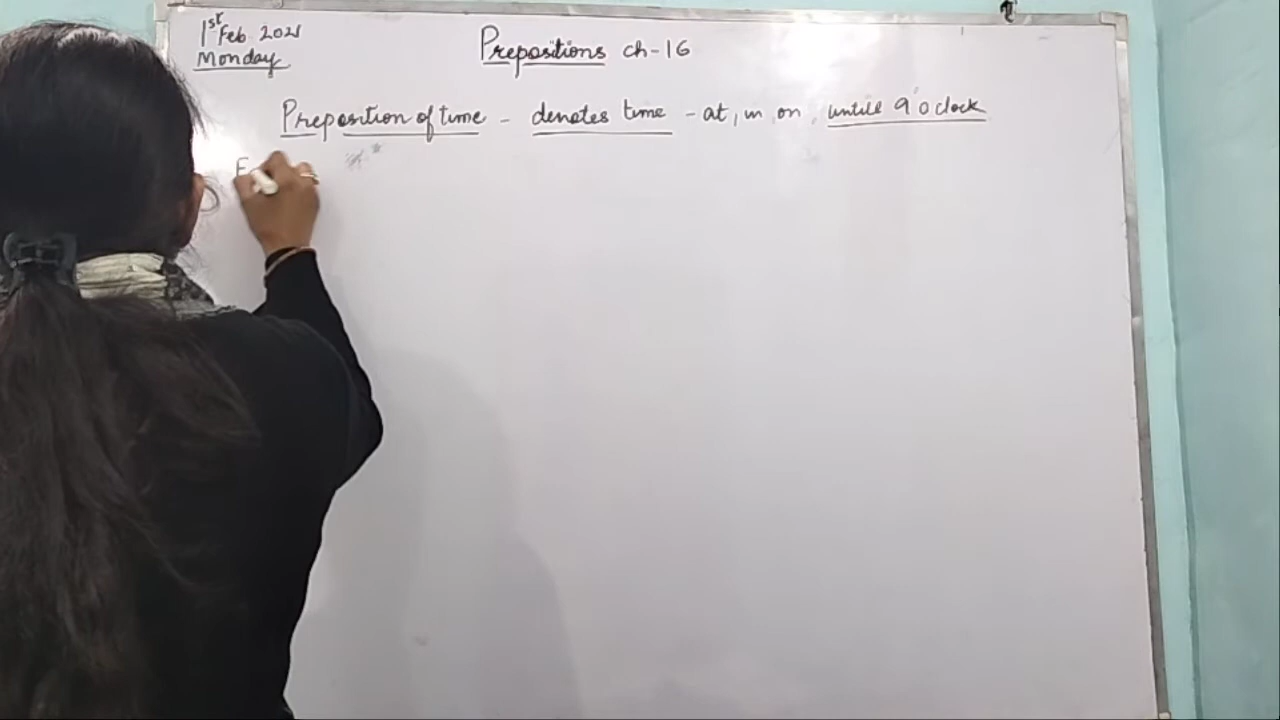 1st Feb 2021
Monday
Prepositions ch-16
Preposition of time - denotes time - at, in, on, untill 9 o clock
E